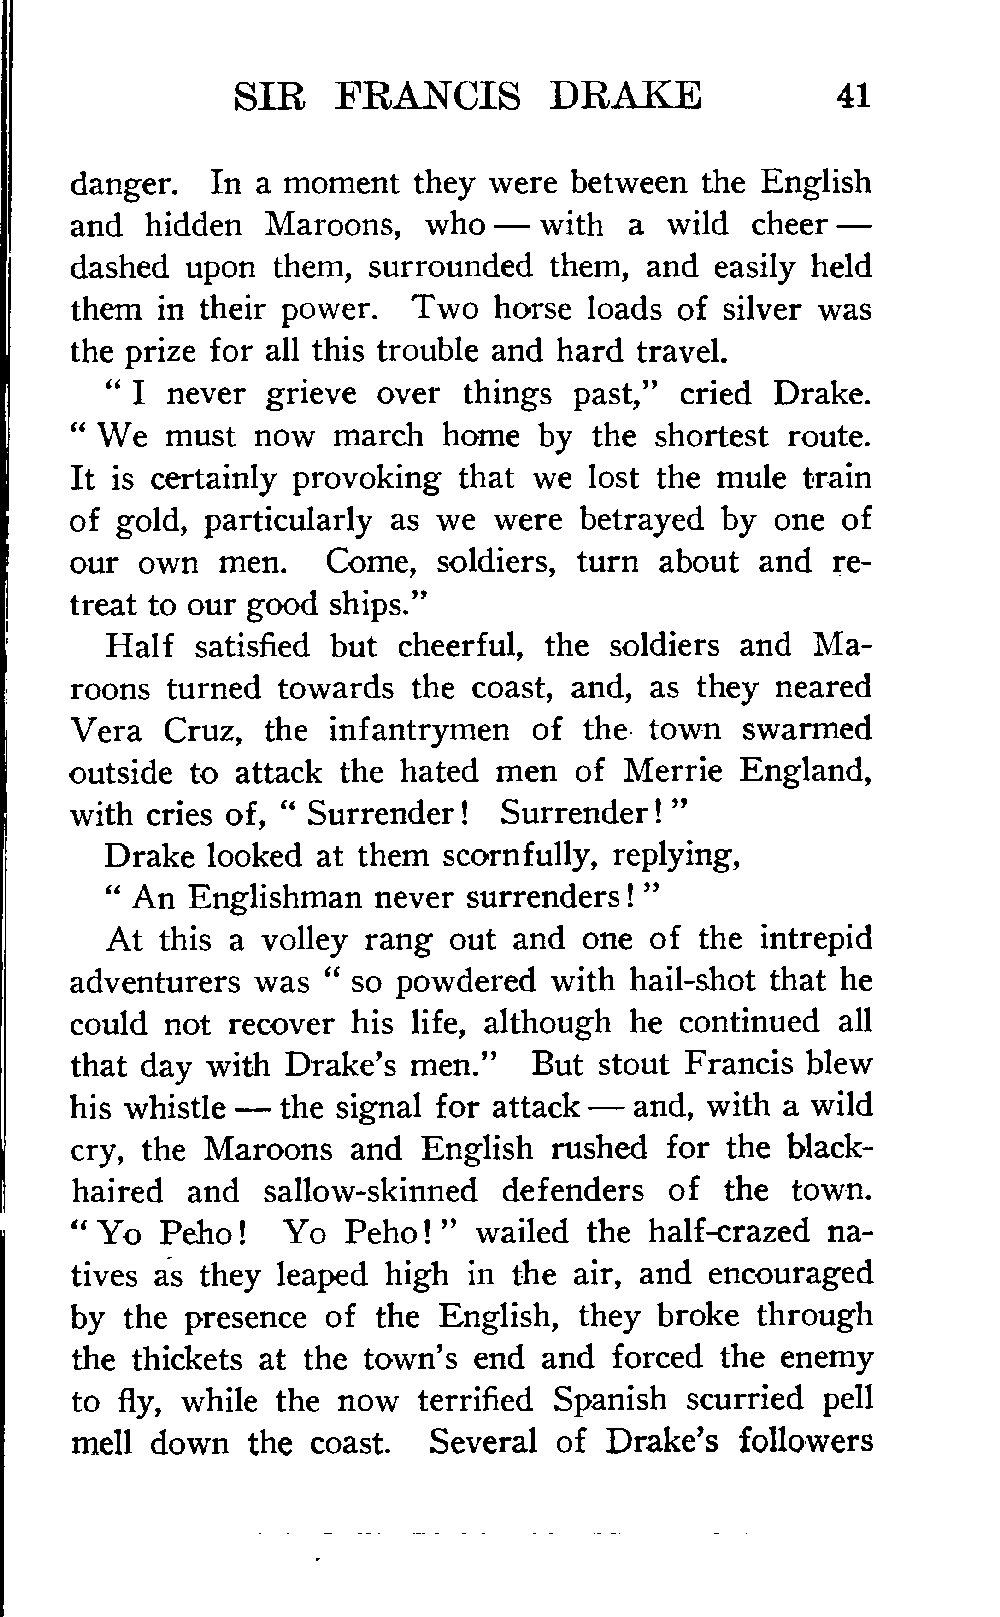 SIR FRANCIS DRAKE 41
danger. In a moment they were between the English
and hidden Maroons, who — with a wild cheer —
dashed upon them, surrounded them, and easily held
them in their power. Two horse loads of silver was
the prize for all this trouble and hard travel.
“ I never grieve over things past,” cried Drake.
“ We must now march home by the shortest route.
It is certainly provoking that we lost the mule train
of gold, particularly as we were betrayed by one of
our own men. Come, soldiers, turn about and re-
treat to our good ships.”
Half satisfied but cheerful, the soldiers and Ma-
roons turned towards the coast, and, as they neared
Vera Cruz, the infantrymen of the town swarmed
outside to attack the hated men of Merrie England,
with cries of, “ Surrender! Surrender! ”
Drake looked at them scornfully, replying,
“ An Englishman never surrenders! ”
At this a volley rang out and one of the intrepid
adventurers was “ so powdered with hail-shot that he
could not recover his life, although he continued all
that day with Drake’s men.” But stout Francis blew
his whistle — the signal for attack — and, with a wild
cry, the Maroons and English rushed for the black-
haired and sallow-skinned defenders of the town.
“ Yo Peho! Yo Peho! ” wailed the half-crazed na-
tives as they leaped high in the air, and encouraged
by the presence of the English, they broke through
the thickets at the town’s end and forced the enemy
to fly, while the now terrified Spanish scurried pell
mell down the coast. Several of Drake’s followers